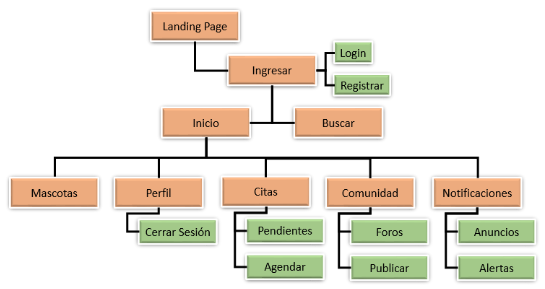 Landing Page
Login
Ingresar
Registrar
Inicio
Buscar
Mascotas
Perfil
Citas
Comunidad
Notificaciones
Cerrar Sesión
Pendientes
Foros
Anuncios
Agendar
Publicar
Alertas